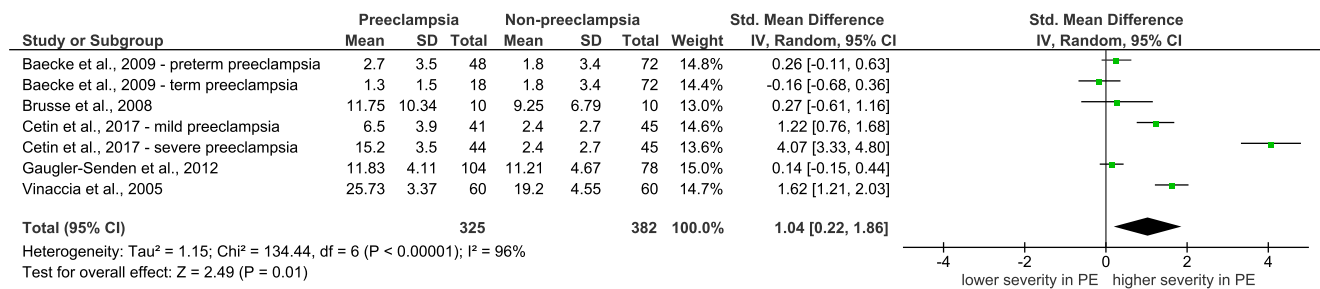 Preeclampsia Non-preeclampsia Std. Mean Difference Std. Mean Difference
Study or Subgroup Mean SD Total Mean SD Total Weight IV, Random, 95% CI IV, Random, 95% CI
Baecke et al., 2009 - preterm preeclampsia 2.7 3.5 48 1.8 3.4 72 14.8% 0.26 [-0.11, 0.63]
Baecke et al., 2009 - term preeclampsia 1.3 1.5 18 1.8 3.4 72 14.4% -0.16 [-0.68, 0.36]
Brusse et al., 2008 11.75 10.34 10 9.25 6.79 10 13.0% 0.27 [-0.61, 1.16]
Cetin et al., 2017 - mild preeclampsia 6.5 3.9 41 2.4 2.7 45 14.6% 1.22 [0.76, 1.68]
Cetin et al., 2017 - severe preeclampsia 15.2 3.5 44 2.4 2.7 45 13.6% 4.07 [3.33, 4.80]
Gaugler-Senden et al., 2012 11.83 4.11 104 11.21 4.67 78 15.0% 0.14 [-0.15, 0.44]
Vinaccia et al., 2005 25.73 3.37 60 19.2 4.55 60 14.7% 1.62 [1.21, 2.03]
Total (95% CI) 325 382 100.0% 1.04 [0.22, 1.86]
Heterogeneity: Tau² = 1.15; Chi² = 134.44, df = 6 (P < 0.00001); I² = 96%
Test for overall effect: Z = 2.49 (P = 0.01)
-4 -2 0 2 4
lower severity in PE higher severity in PE